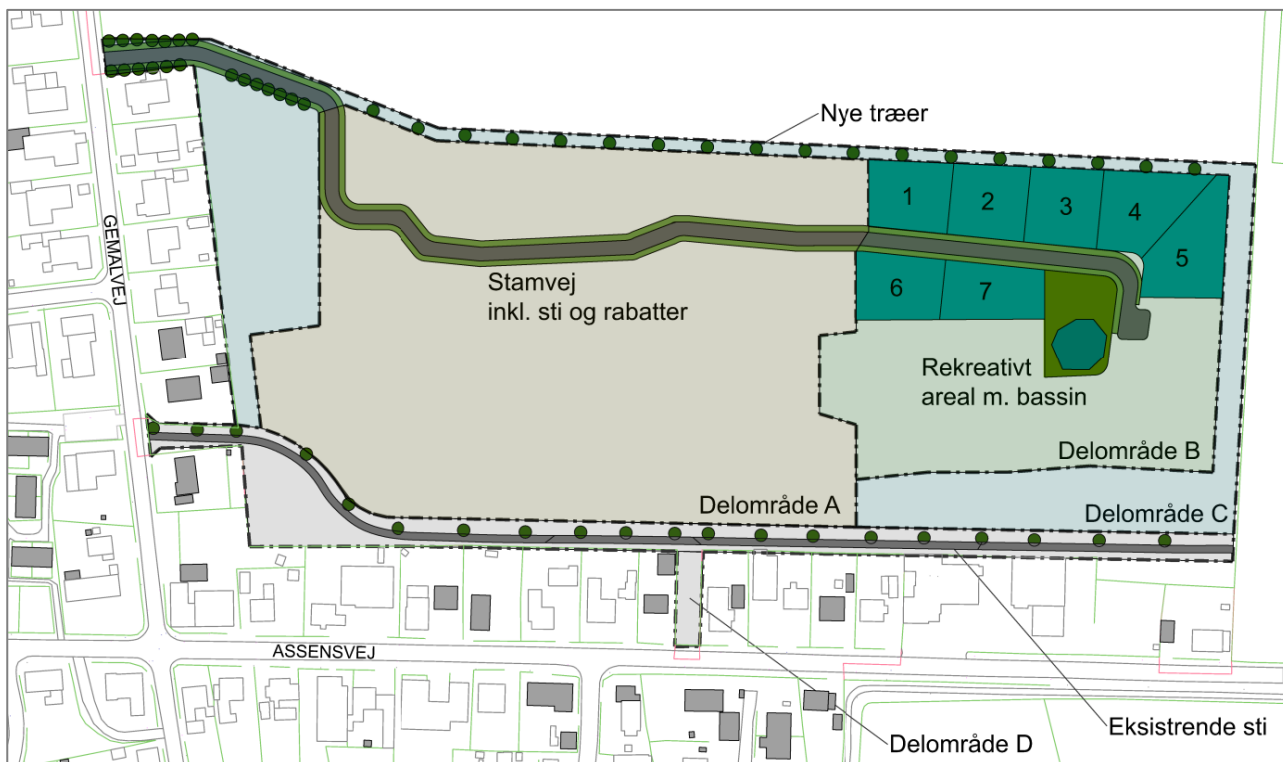 Nye træer
1
2
3
4
5
6
7
GEMALVEJ
Stamvej
inkl. sti og rabatter
Rekreativt
areal m. bassin
Delområde B
Delområde A
Delområde C
ASSENSVEJ
Eksistrende sti
Delområde D